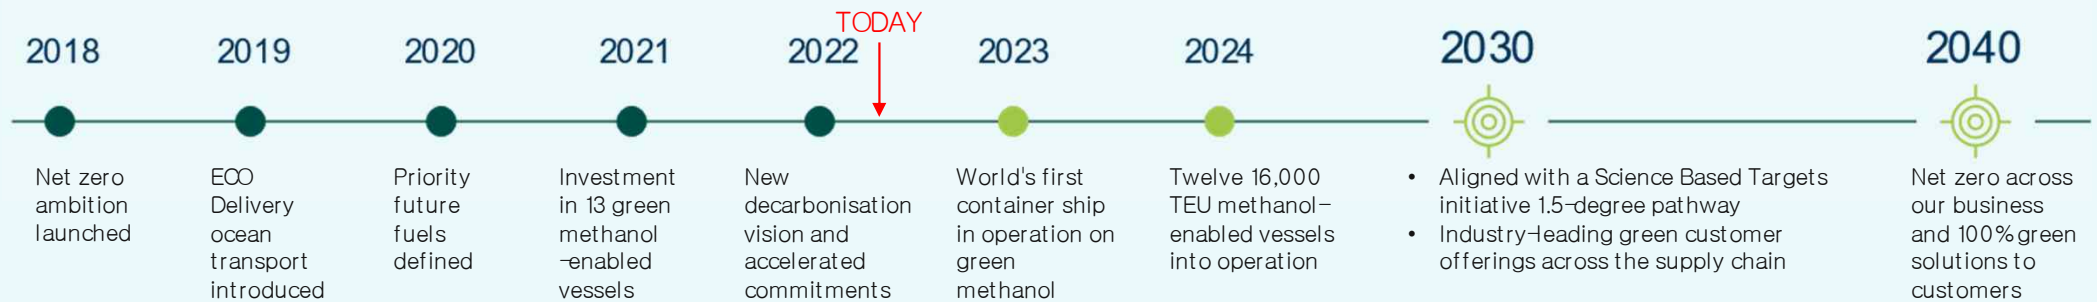 TODAY
2018
2019
2020
2021
2022
2023
2024
2030
2040
Net zero
ambition
launched
ECO
Delivery
ocean
transport
introduced
Priority
future
fuels
defined
Investment
in 13 green
methanol
-enabled
vessels
New
decarbonisation
vision and
accelerated
commitments
World's first
container ship
in operation on
green
methanol
Twelve 16,000
TEU methanol-
enabled vessels
into operation
• Aligned with a Science Based Targets
initiative 1.5-degree pathway
• Industry-leading green customer
offerings across the supply chain
Net zero across
our business
and 100% green
solutions to
customers